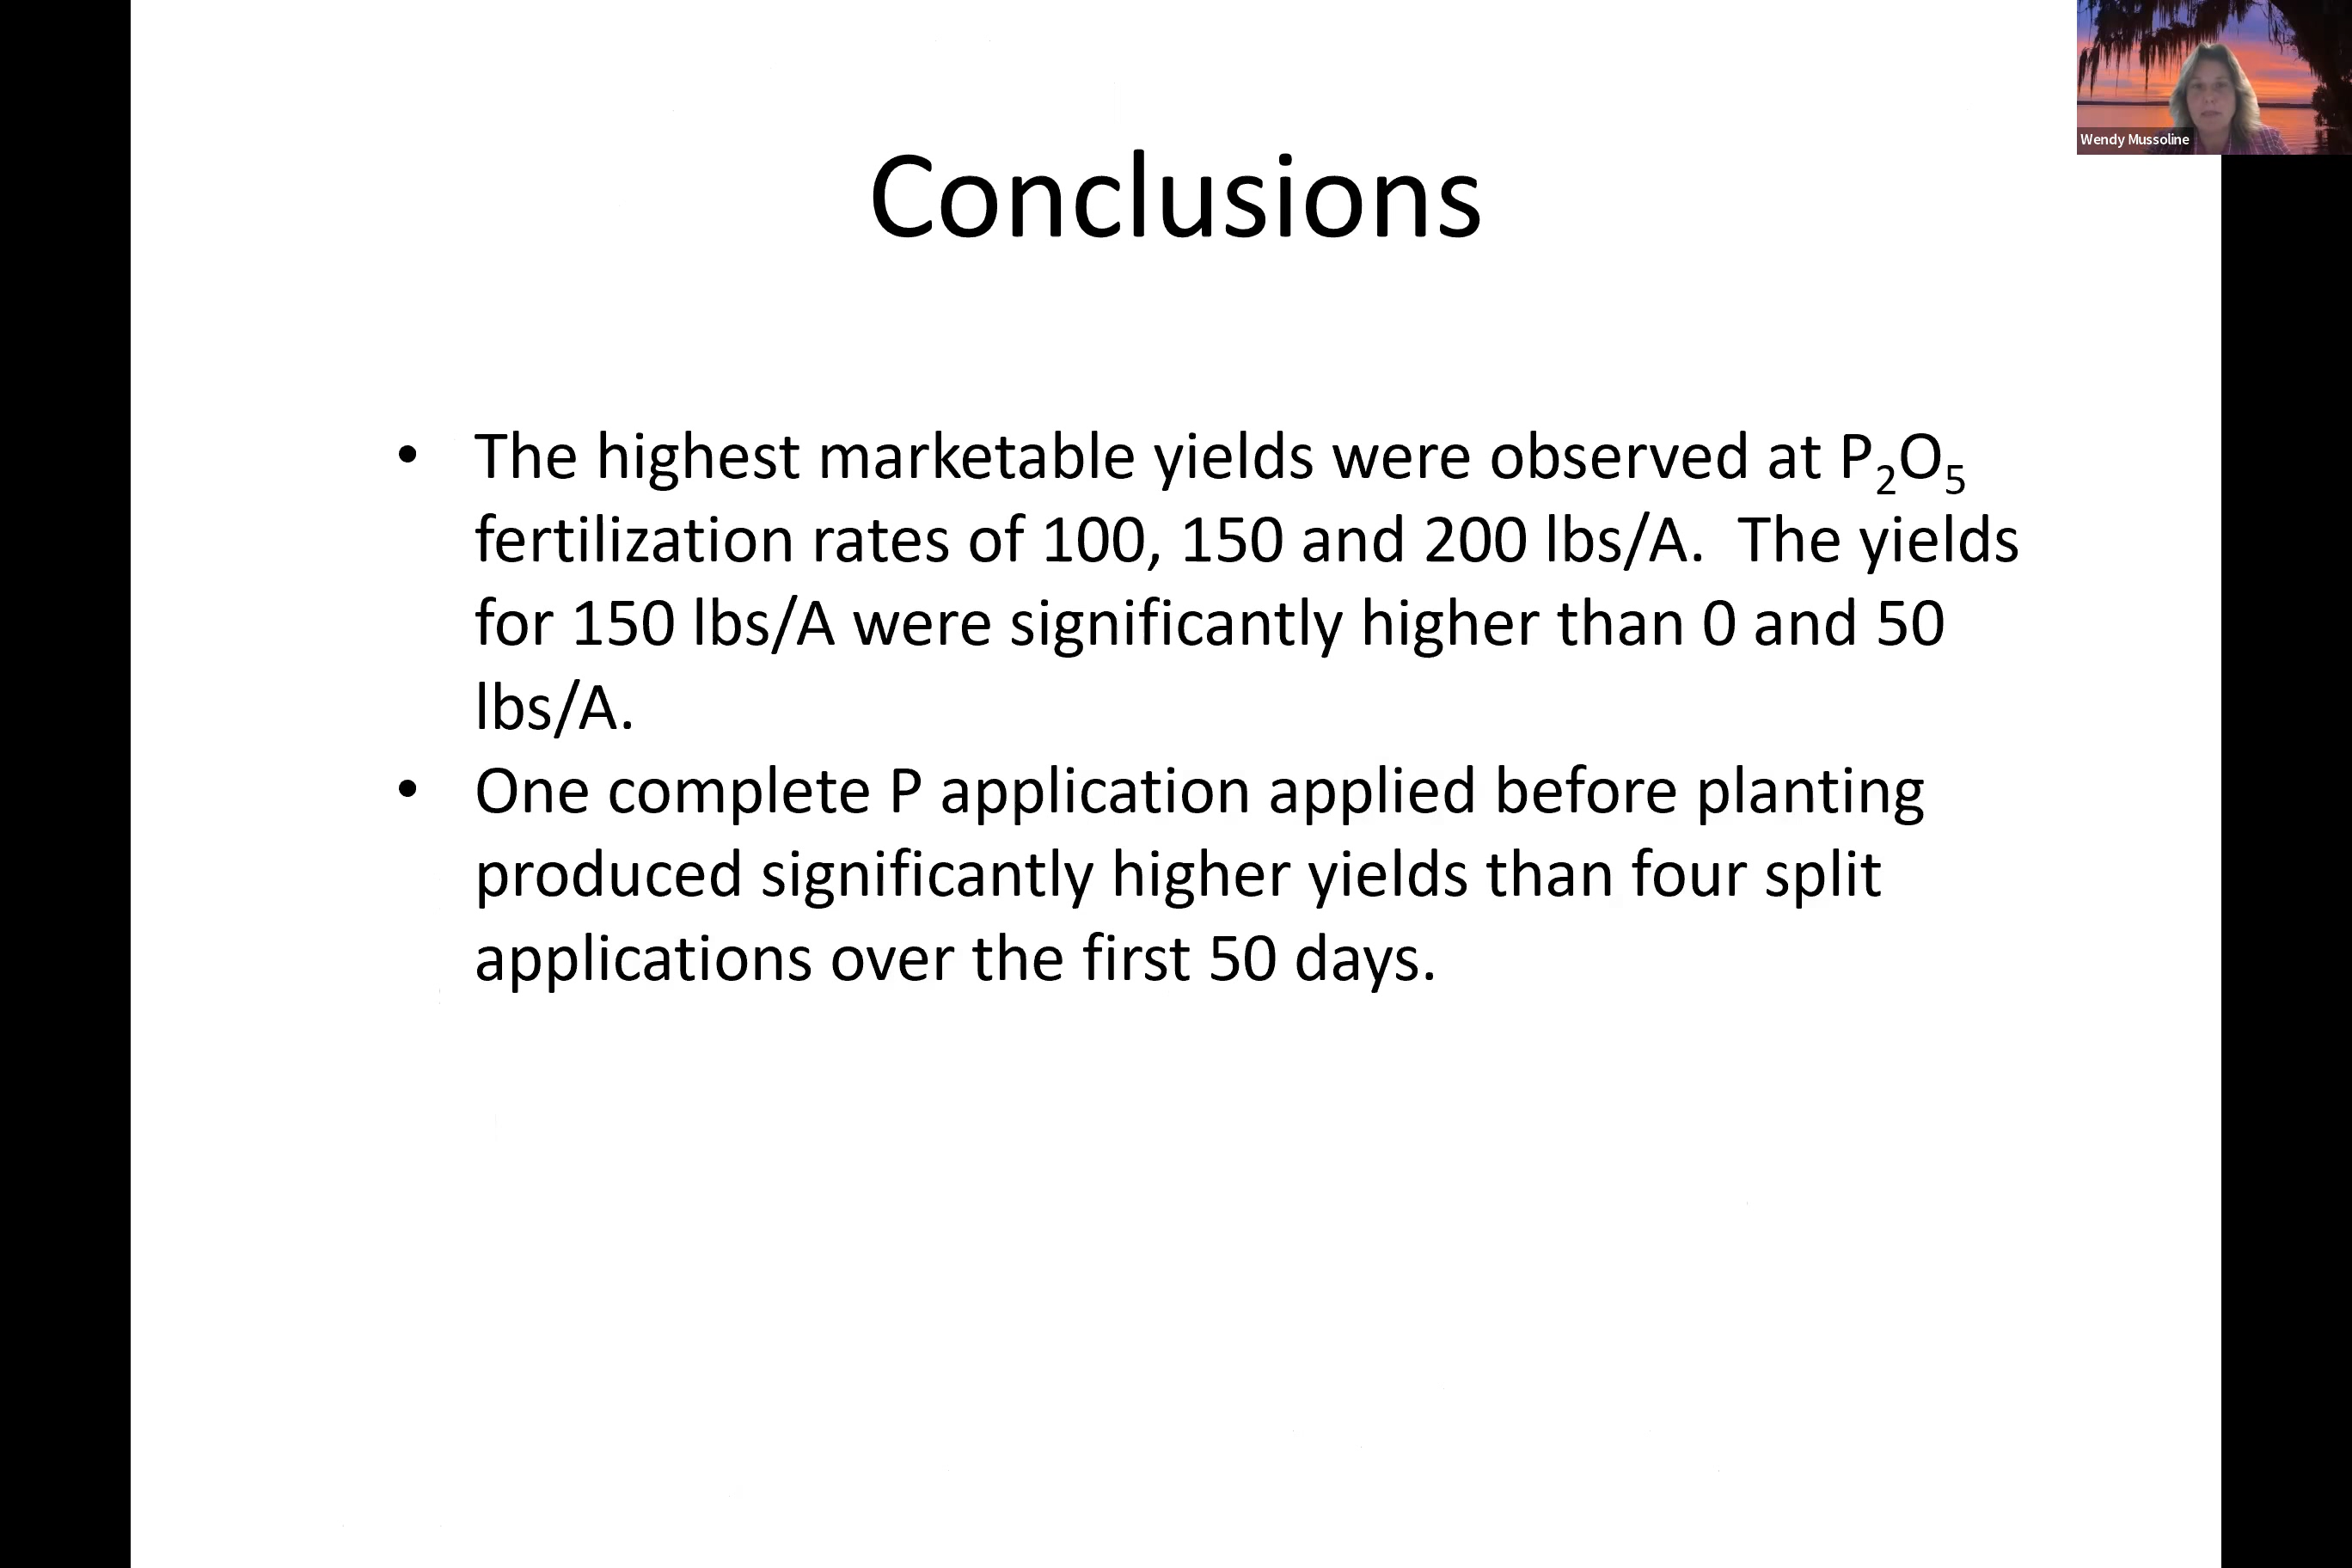 Wendy Mussoline
Conclusions
• The highest marketable yields were observed at P₂O₅
fertilization rates of 100, 150 and 200 lbs/A. The yields
for 150 lbs/A were significantly higher than 0 and 50
lbs/A.
• One complete P application applied before planting
produced significantly higher yields than four split
applications over the first 50 days.